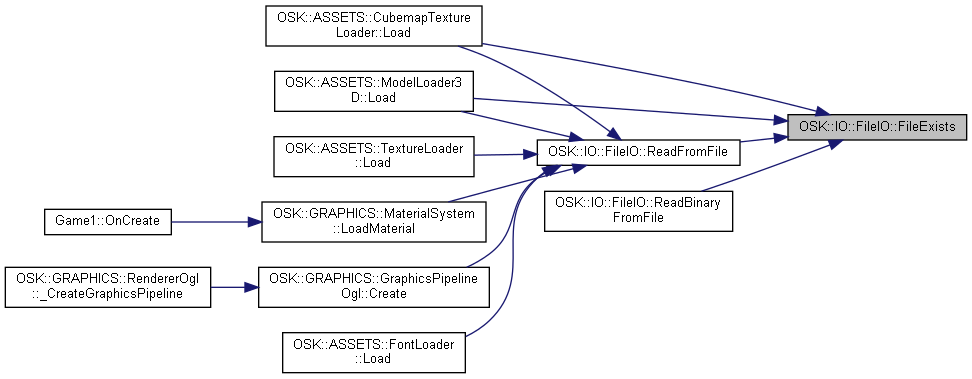 OSK::ASSETS::CubemapTexture
Loader::Load
OSK::ASSETS::ModelLoader3
D::Load
OSK::IO::FileIO::FileExists
OSK::ASSETS::TextureLoader
::Load
OSK::IO::FileIO::ReadFromFile
OSK::IO::FileIO::ReadBinary
FromFile
Game1::OnCreate
OSK::GRAPHICS::MaterialSystem
::LoadMaterial
OSK::GRAPHICS::RendererOgl
::_CreateGraphicsPipeline
OSK::GRAPHICS::GraphicsPipeline
Ogl::Create
OSK::ASSETS::FontLoader
::Load